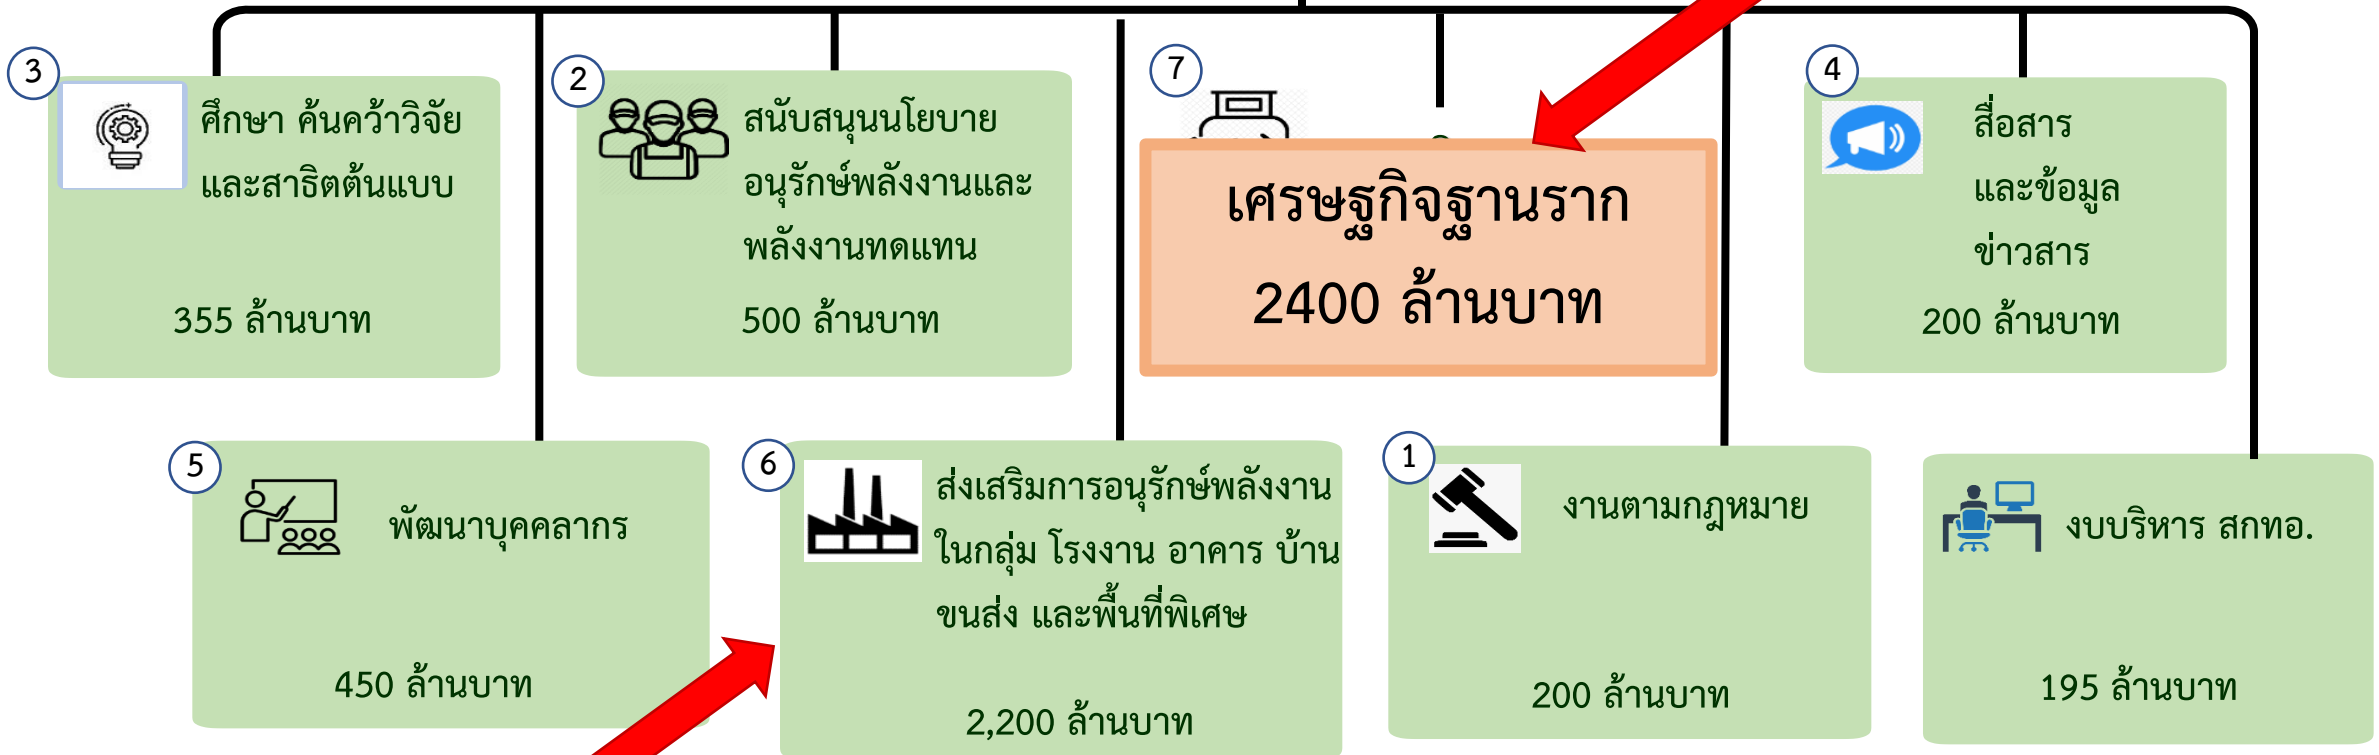 3
ศึกษา ค้นคว้าวิจัย
และสาธิตต้นแบบ
355 ล้านบาท
2
สนับสนุนนโยบาย
อนุรักษ์พลังงานและ
พลังงานทดแทน
500 ล้านบาท
7
เศรษฐกิจฐานราก
2400 ล้านบาท
4
สื่อสาร
และข้อมูล
ข่าวสาร
200 ล้านบาท
5
พัฒนาบุคคลากร
450 ล้านบาท
6
ส่งเสริมการอนุรักษ์พลังงาน
ในกลุ่ม โรงงาน อาคาร บ้าน
ขนส่ง และพื้นที่พิเศษ
2,200 ล้านบาท
1
งานตามกฎหมาย
200 ล้านบาท
งบบริหาร สกทอ.
195 ล้านบาท